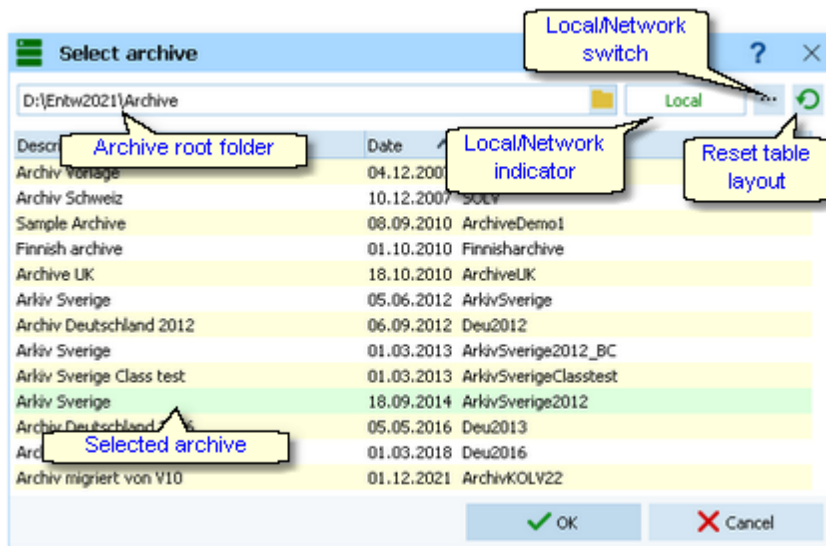 Local/Network
switch
Select archive
?
D:\Entw2021\Archive
Local
Archive root folder
Local/Network
indicator
Reset table
layout
Descri
Date
Archiv Vorlage 04.12.2007
Archiv Schweiz 10.12.2007 SOLV
Sample Archive 08.09.2010 ArchiveDemo1
Finnish archive 01.10.2010 Finnisharchive
Archive UK 18.10.2010 ArchiveUK
Arkiv Sverige 05.06.2012 ArkivSverige
Archiv Deutschland 2012 06.09.2012 Deu2012
Arkiv Sverige 01.03.2013 ArkivSverige2012_BC
Arkiv Sverige Class test 01.03.2013 ArkivSverigeClasstest
Arkiv Sverige 18.09.2014 ArkivSverige2012
Archiv Deutschland 05.05.2016 Deu2013
Selected archive
Arc 01.03.2018 Deu2016
Archiv migriert von V10 01.12.2021 ArchivKOLV22
OK Cancel